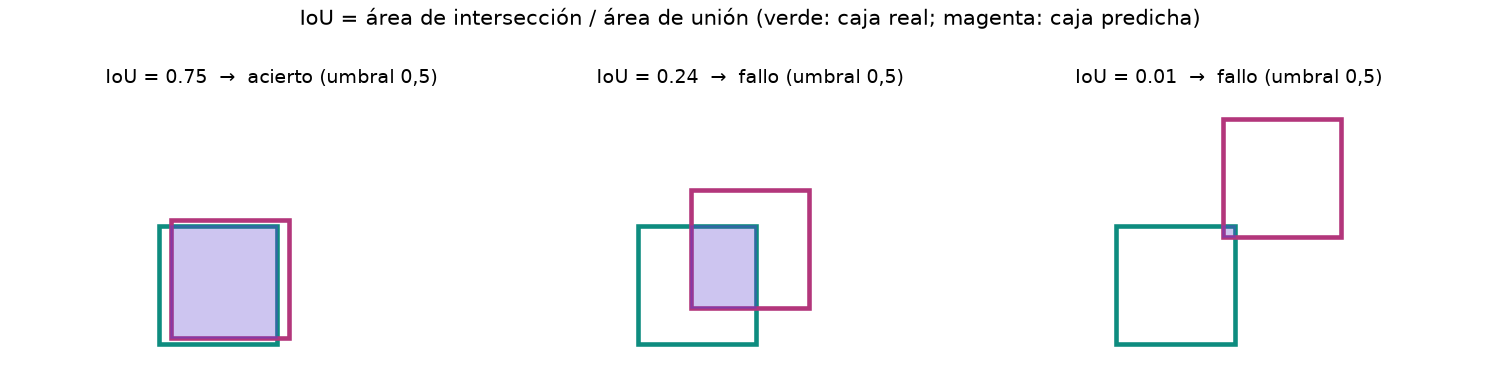 IoU = área de intersección / área de unión (verde: caja real; magenta: caja predicha)
IoU = 0.75 → acierto (umbral 0,5)
IoU = 0.24 → fallo (umbral 0,5)
IoU = 0.01 → fallo (umbral 0,5)